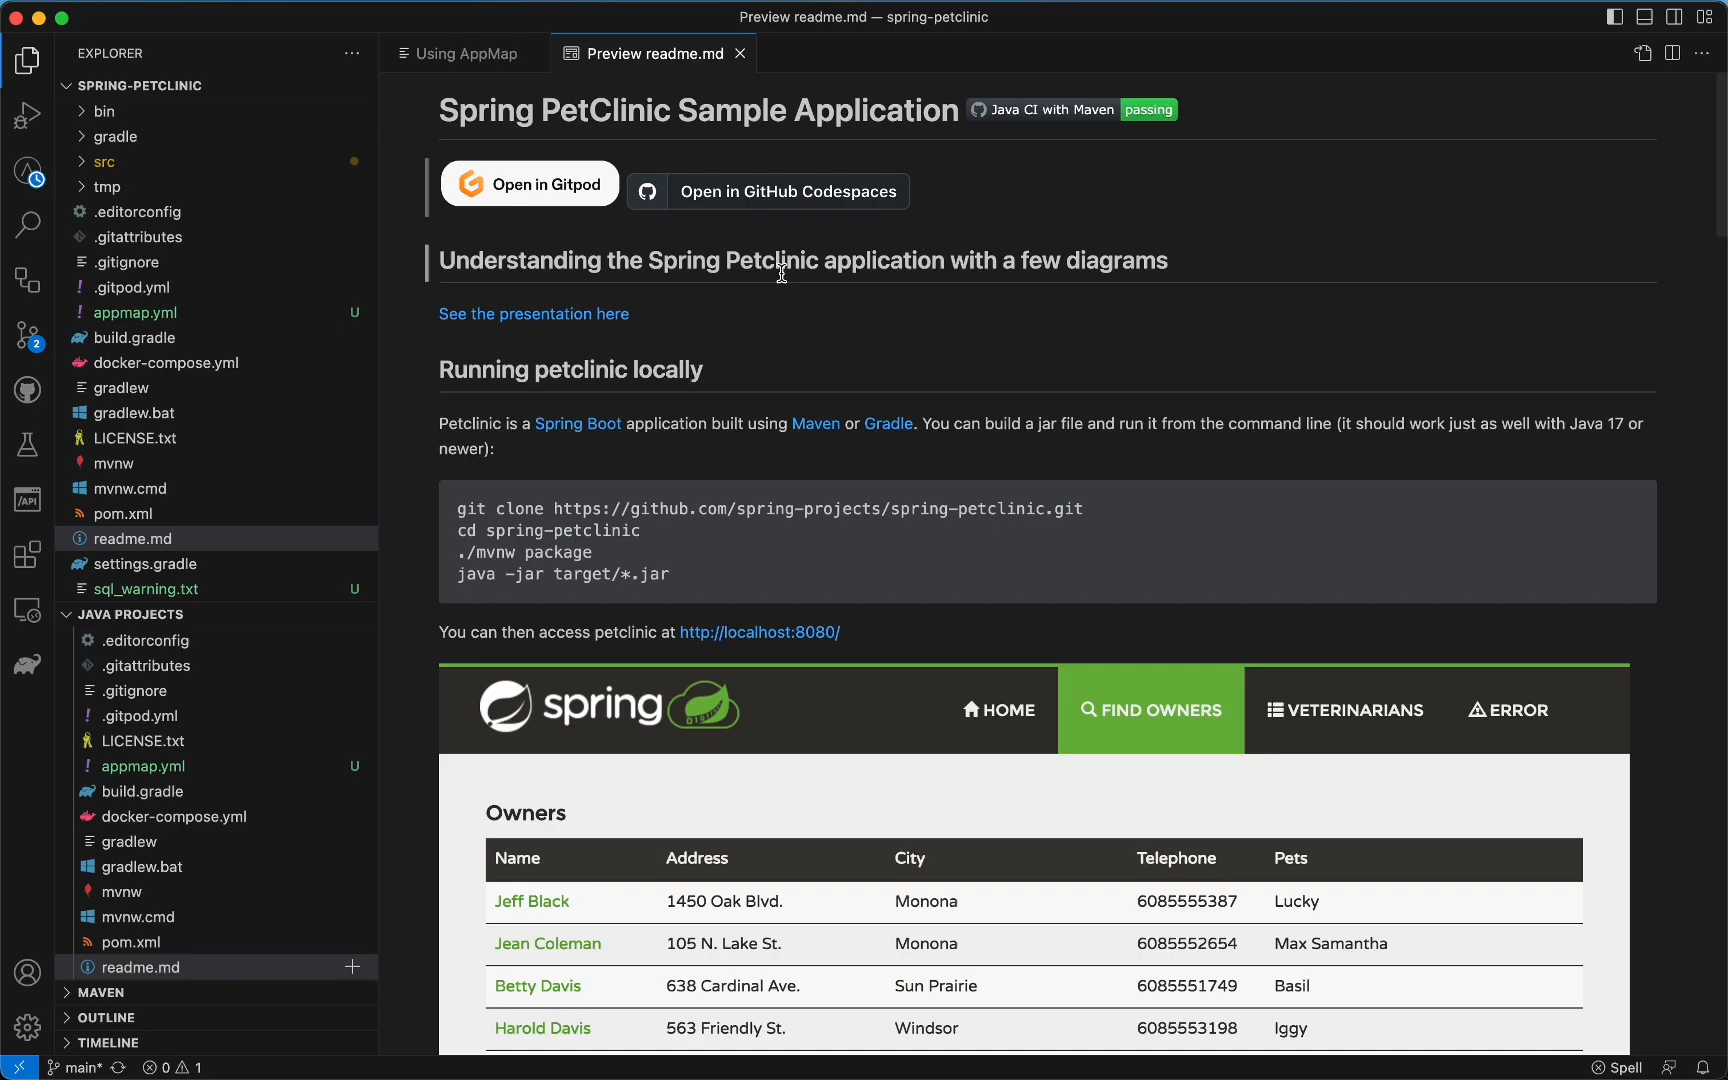 Preview readme.md — spring-petclinic
EXPLORER
Using AppMap
Preview readme.md
SPRING-PETCLINIC
bin
gradle
src
tmp
.editorconfig
.gitattributes
.gitignore
.gitpod.yml
appmap.yml U
build.gradle
docker-compose.yml
gradlew
gradlew.bat
LICENSE.txt
mvnw
mvnw.cmd
pom.xml
readme.md
settings.gradle
sql_warning.txt U
JAVA PROJECTS
.editorconfig
.gitattributes
.gitignore
.gitpod.yml
LICENSE.txt
appmap.yml U
build.gradle
docker-compose.yml
gradlew
gradlew.bat
mvnw
mvnw.cmd
pom.xml
readme.md
MAVEN
OUTLINE
TIMELINE
2
API
Spring PetClinic Sample Application Java CI with Maven passing
Open in Gitpod Open in GitHub Codespaces
Understanding the Spring Petclinic application with a few diagrams
See the presentation here
Running petclinic locally
Petclinic is a Spring Boot application built using Maven or Gradle. You can build a jar file and run it from the command line (it should work just as well with Java 17 or
newer):
git clone https://github.com/spring-projects/spring-petclinic.git
cd spring-petclinic
./mvnw package
java -jar target/*.jar
You can then access petclinic at http://localhost:8080/
spring HOME FIND OWNERS VETERINARIANS ERROR
Owners
Name Address City Telephone Pets
Jeff Black 1450 Oak Blvd. Monona 6085555387 Lucky
Jean Coleman 105 N. Lake St. Monona 6085552654 Max Samantha
Betty Davis 638 Cardinal Ave. Sun Prairie 6085551749 Basil
Harold Davis 563 Friendly St. Windsor 6085553198 Iggy
main* 0 1 Spell